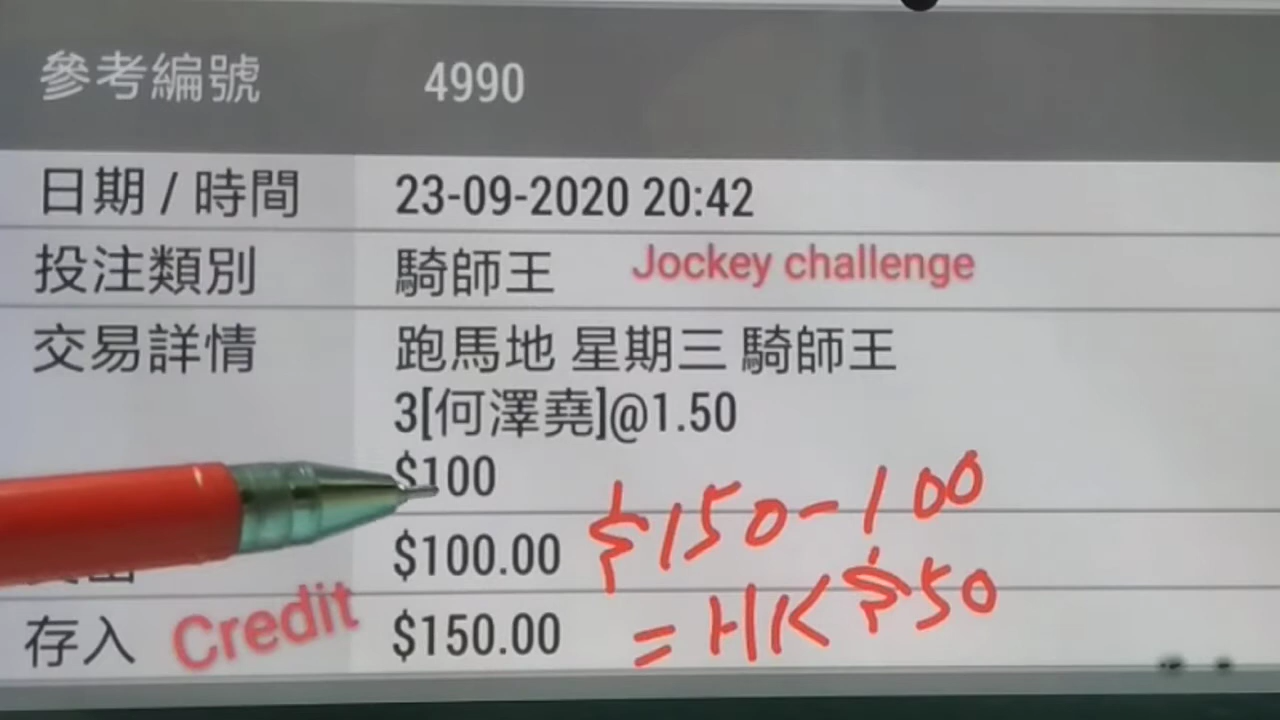 參考編號 4990
日期 / 時間 23-09-2020 20:42
投注類別 騎師王 Jockey challenge
交易詳情 跑馬地 星期三 騎師王
3[何澤堯]@1.50
$100
$150-100
$100.00
= HK$50
存入 Credit $150.00